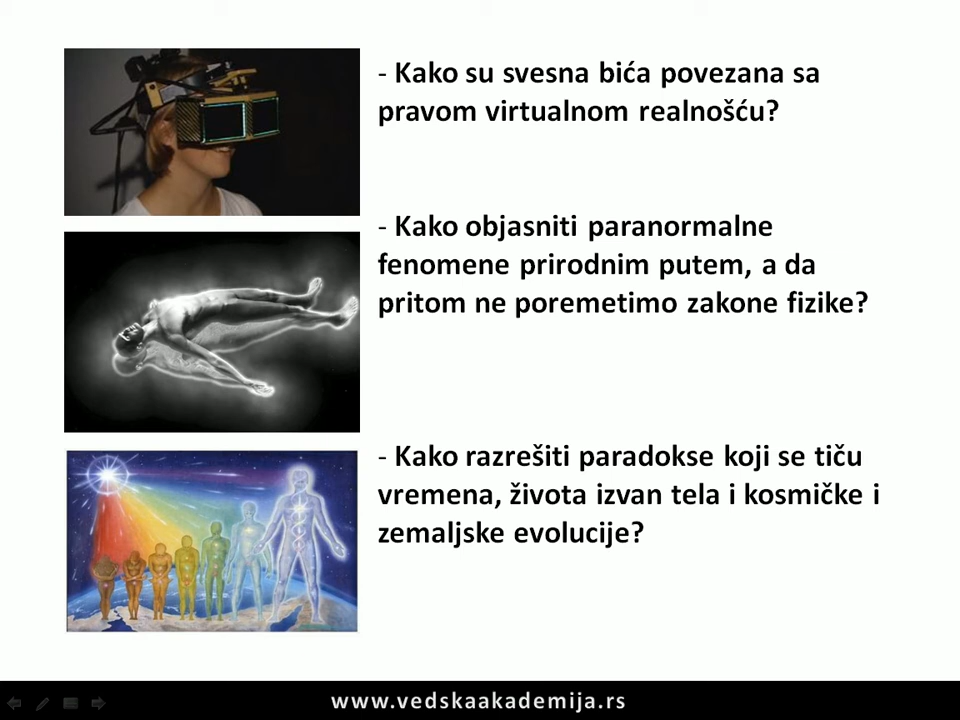 - Kako su svesna bića povezana sa
pravom virtualnom realnošću?
- Kako objasniti paranormalne
fenomene prirodnim putem, a da
pritom ne poremetimo zakone fizike?
- Kako razrešiti paradokse koji se tiču
vremena, života izvan tela i kosmičke i
zemaljske evolucije?
www.vedskaakademija.rs